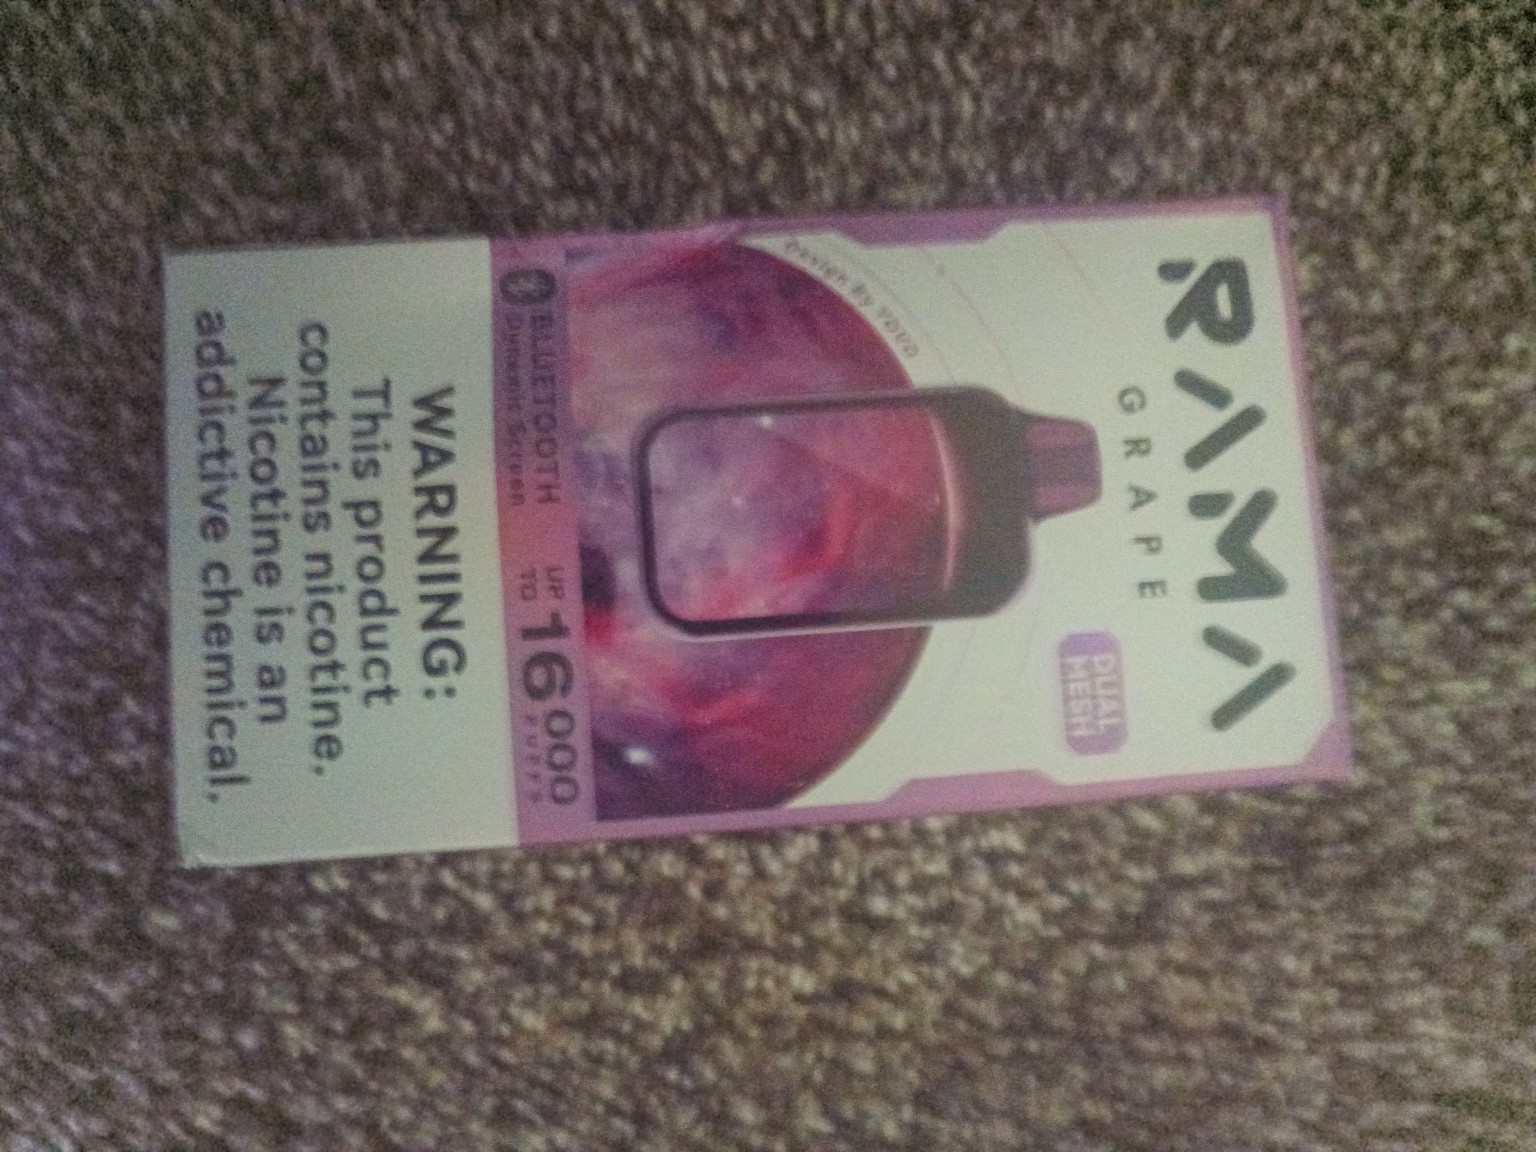 RAMA
GRAPE
DUAL
MESH
Design By YOVO
BLUETOOTH
Dynamic Screen
UP
TO
16000
PUFFS
WARNING:
This product
contains nicotine.
Nicotine is an
addictive chemical.